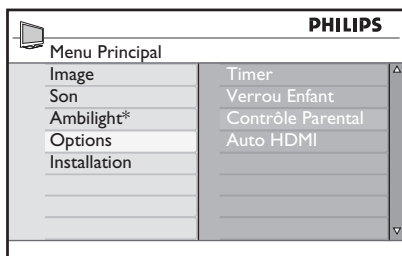 PHILIPS
Menu Principal
Image
Son
Ambilight*
Options
Installation
Timer
Verrou Enfant
Contrôle Parental
Auto HDMI